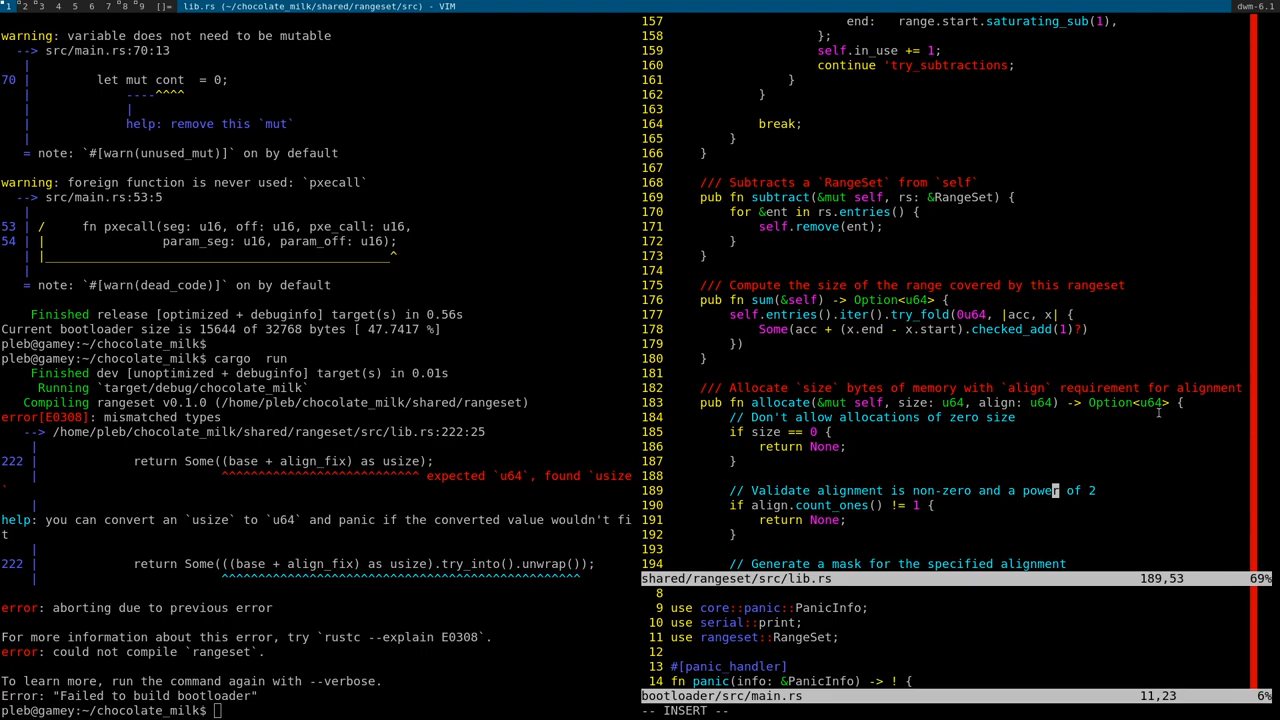 1 2 3 4 5 6 7 8 9 []= lib.rs (~/chocolate_milk/shared/rangeset/src) - VIM dwm-6.1
warning: variable does not need to be mutable
  --> src/main.rs:70:13
   |
70 |         let mut cont  = 0;
   |             ----^^^^
   |             |
   |             help: remove this `mut`
   |
   = note: `#[warn(unused_mut)]` on by default
warning: foreign function is never used: `pxecall`
  --> src/main.rs:53:5
   |
53 | /     fn pxecall(seg: u16, off: u16, pxe_call: u16,
54 | |                param_seg: u16, param_off: u16);
   | |_______________________________________________^
   |
   = note: `#[warn(dead_code)]` on by default
    Finished release [optimized + debuginfo] target(s) in 0.56s
Current bootloader size is 15644 of 32768 bytes [ 47.7417 %]
pleb@gamey:~/chocolate_milk$
pleb@gamey:~/chocolate_milk$ cargo  run
    Finished dev [unoptimized + debuginfo] target(s) in 0.01s
     Running `target/debug/chocolate_milk`
   Compiling rangeset v0.1.0 (/home/pleb/chocolate_milk/shared/rangeset)
error[E0308]: mismatched types
   --> /home/pleb/chocolate_milk/shared/rangeset/src/lib.rs:222:25
    |
222 |             return Some((base + align_fix) as usize);
    |                         ^^^^^^^^^^^^^^^^^^^^^^^^^^^ expected `u64`, found `usize
`
    |
help: you can convert an `usize` to `u64` and panic if the converted value wouldn't fi
t
    |
222 |             return Some(((base + align_fix) as usize).try_into().unwrap());
    |                         ^^^^^^^^^^^^^^^^^^^^^^^^^^^^^^^^^^^^^^^^^^^^^^^^^
error: aborting due to previous error
For more information about this error, try `rustc --explain E0308`.
error: could not compile `rangeset`.
To learn more, run the command again with --verbose.
Error: "Failed to build bootloader"
pleb@gamey:~/chocolate_milk$
157                         end:   range.start.saturating_sub(1),
158                     };
159                     self.in_use += 1;
160                     continue 'try_subtractions;
161                 }
162             }
163
164             break;
165         }
166     }
167
168     /// Subtracts a `RangeSet` from `self`
169     pub fn subtract(&mut self, rs: &RangeSet) {
170         for &ent in rs.entries() {
171             self.remove(ent);
172         }
173     }
174
175     /// Compute the size of the range covered by this rangeset
176     pub fn sum(&self) -> Option<u64> {
177         self.entries().iter().try_fold(0u64, |acc, x| {
178             Some(acc + (x.end - x.start).checked_add(1)?)
179         })
180     }
181
182     /// Allocate `size` bytes of memory with `align` requirement for alignment
183     pub fn allocate(&mut self, size: u64, align: u64) -> Option<u64> {
184         // Don't allow allocations of zero size
185         if size == 0 {
186             return None;
187         }
188
189         // Validate alignment is non-zero and a power of 2
190         if align.count_ones() != 1 {
191             return None;
192         }
193
194         // Generate a mask for the specified alignment
shared/rangeset/src/lib.rs 189,53 69%
8
9 use core::panic::PanicInfo;
10 use serial::print;
11 use rangeset::RangeSet;
12
13 #[panic_handler]
14 fn panic(info: &PanicInfo) -> ! {
bootloader/src/main.rs 11,23 6%
-- INSERT --